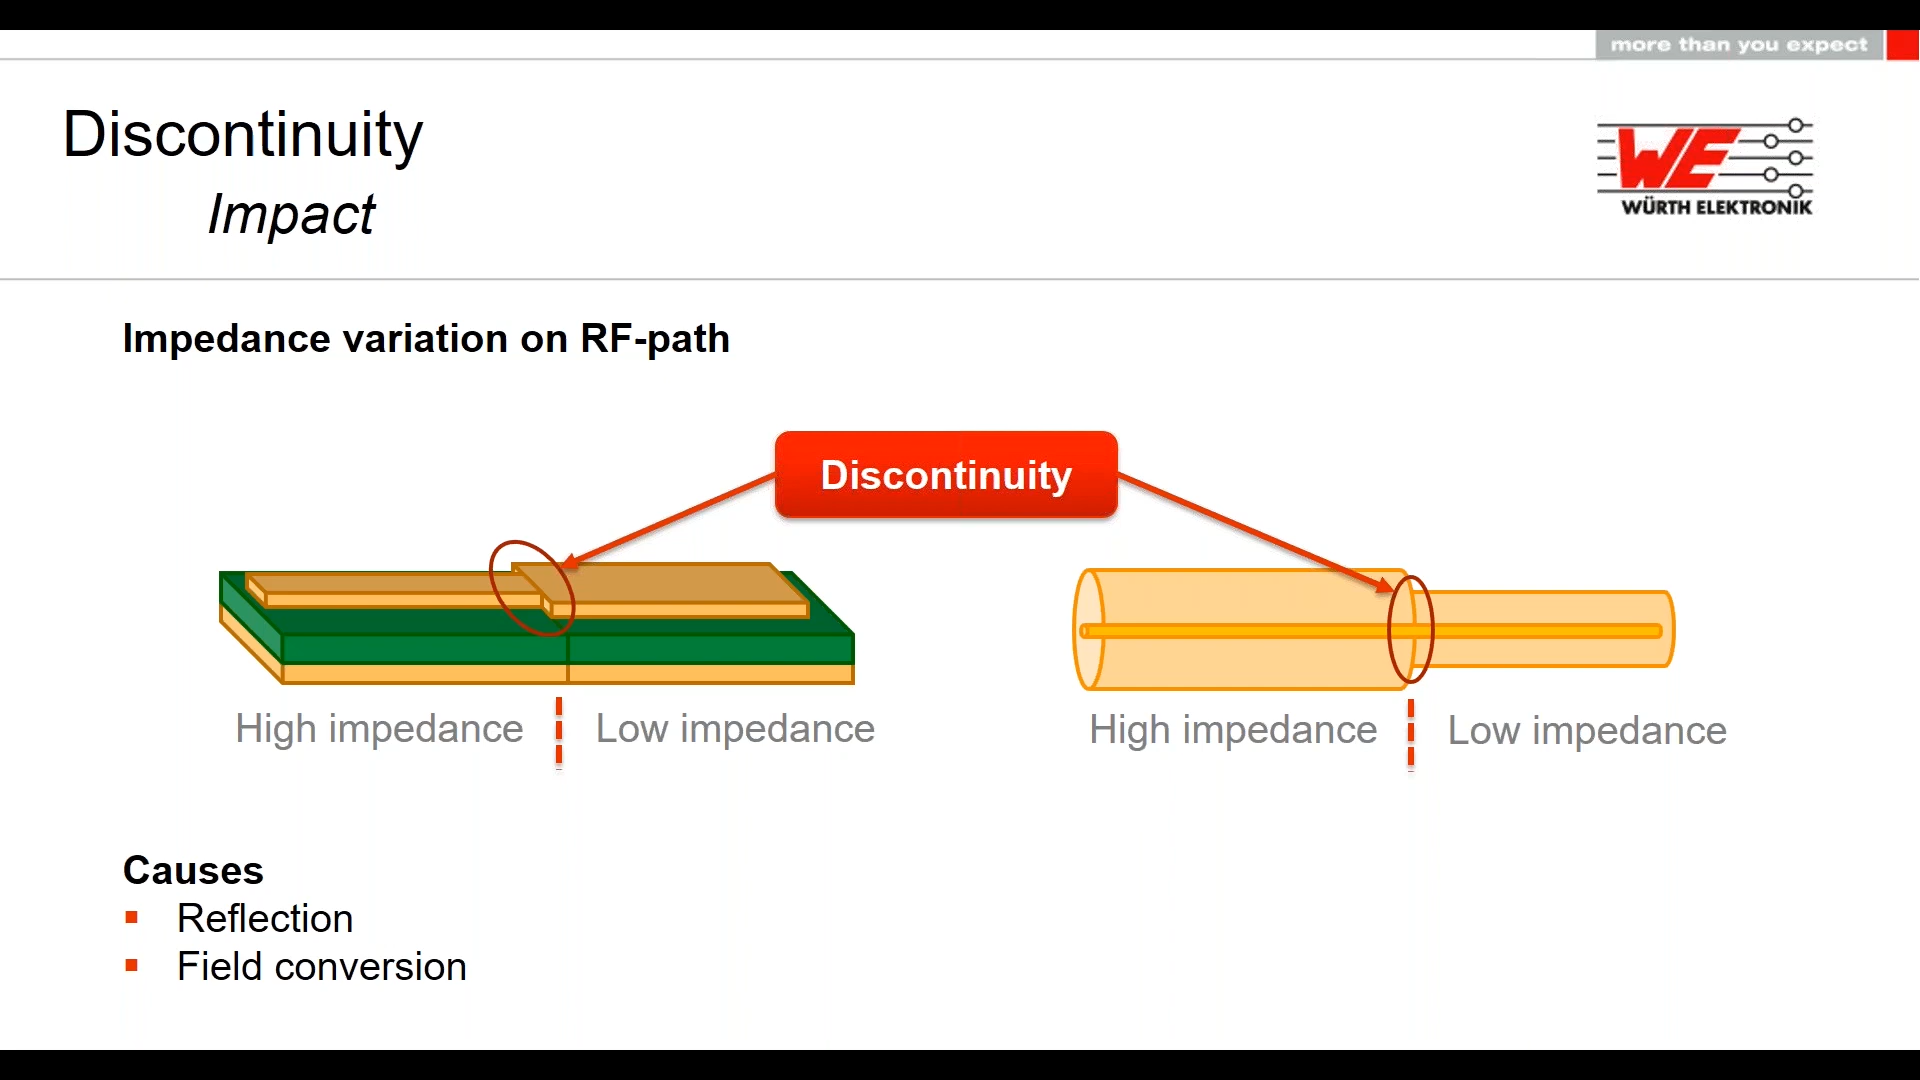 more than you expect
Discontinuity
Impact
WE
WÜRTH ELEKTRONIK
Impedance variation on RF-path
Discontinuity
High impedance
Low impedance
High impedance
Low impedance
Causes
Reflection
Field conversion